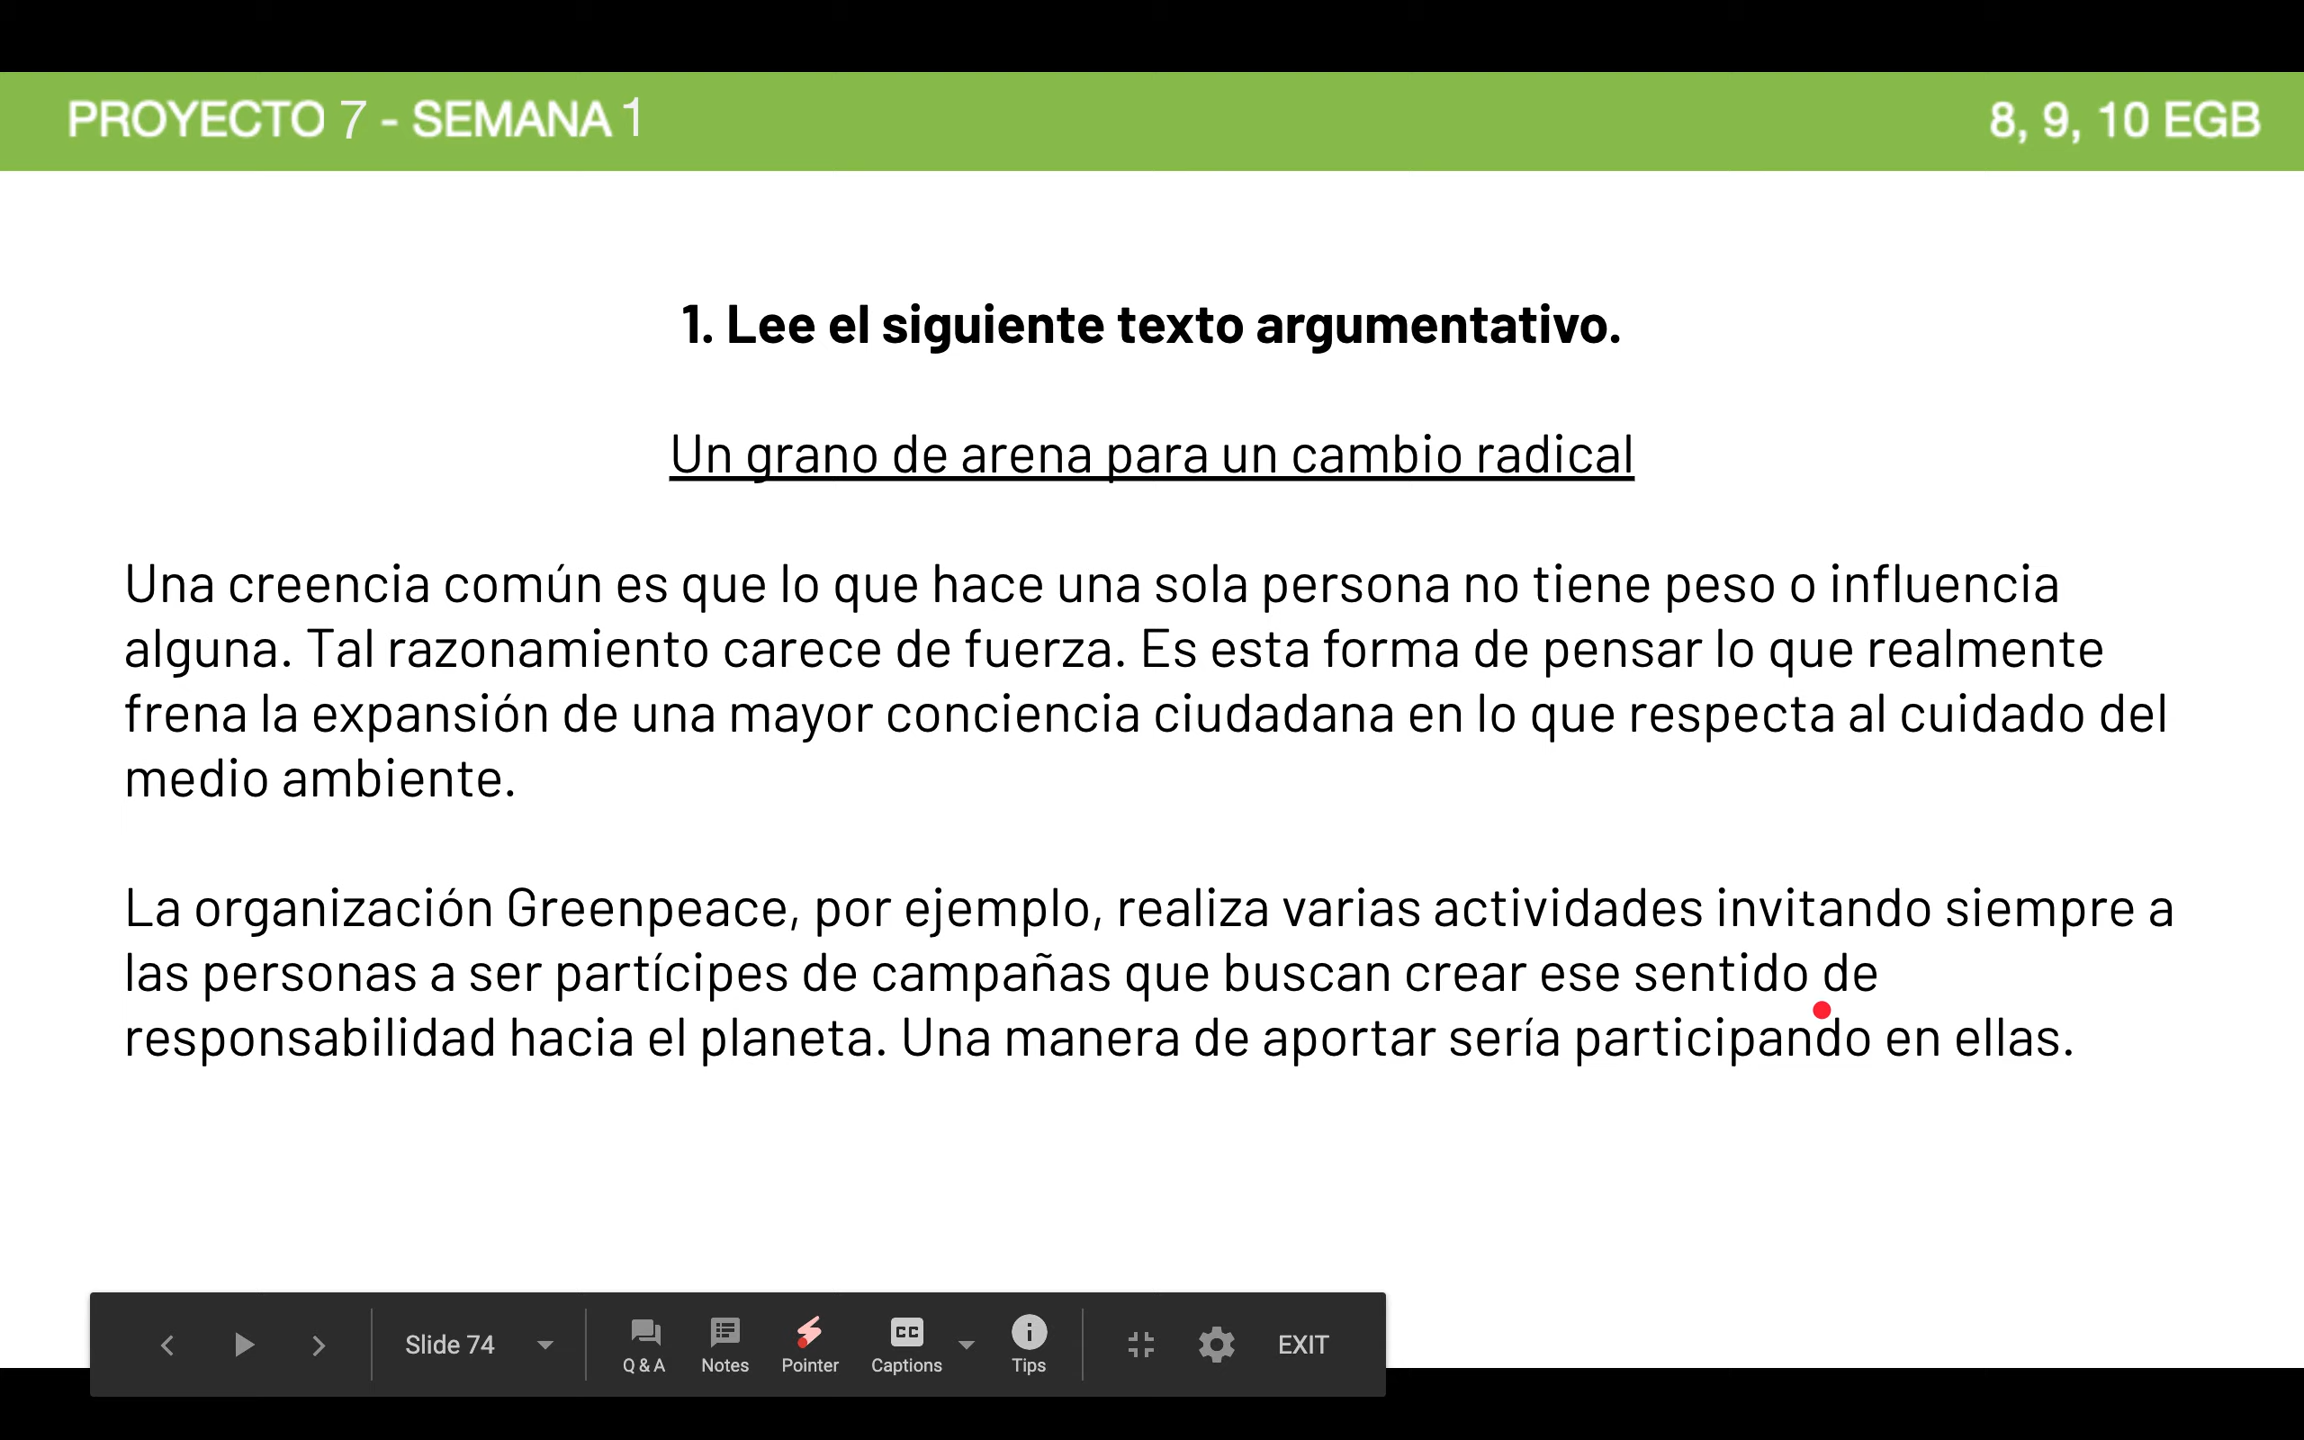 PROYECTO 7 - SEMANA 1
8, 9, 10 EGB
1. Lee el siguiente texto argumentativo.
Un grano de arena para un cambio radical
Una creencia común es que lo que hace una sola persona no tiene peso o influencia
alguna. Tal razonamiento carece de fuerza. Es esta forma de pensar lo que realmente
frena la expansión de una mayor conciencia ciudadana en lo que respecta al cuidado del
medio ambiente.
La organización Greenpeace, por ejemplo, realiza varias actividades invitando siempre a
las personas a ser partícipes de campañas que buscan crear ese sentido de
responsabilidad hacia el planeta. Una manera de aportar sería participando en ellas.
Slide 74
Q & A
Notes
Pointer
CC
Captions
Tips
EXIT